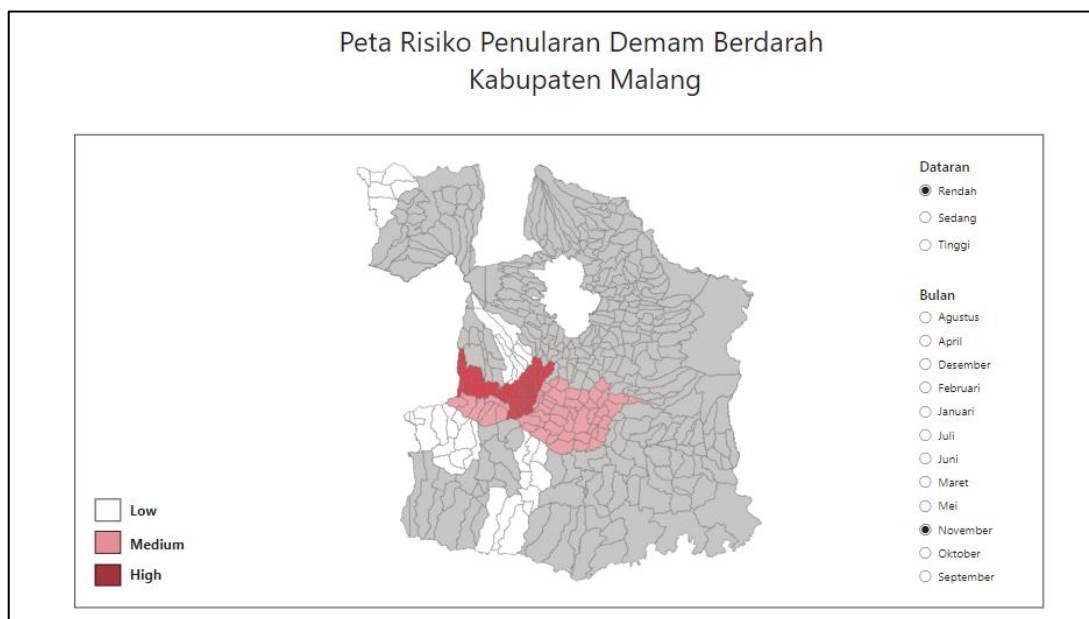 Peta Risiko Penularan Demam Berdarah
Kabupaten Malang
Dataran
Rendah
Sedang
Tinggi
Bulan
Agustus
April
Desember
Februari
Januari
Juli
Juni
Maret
Mei
November
Oktober
September
Low
Medium
High